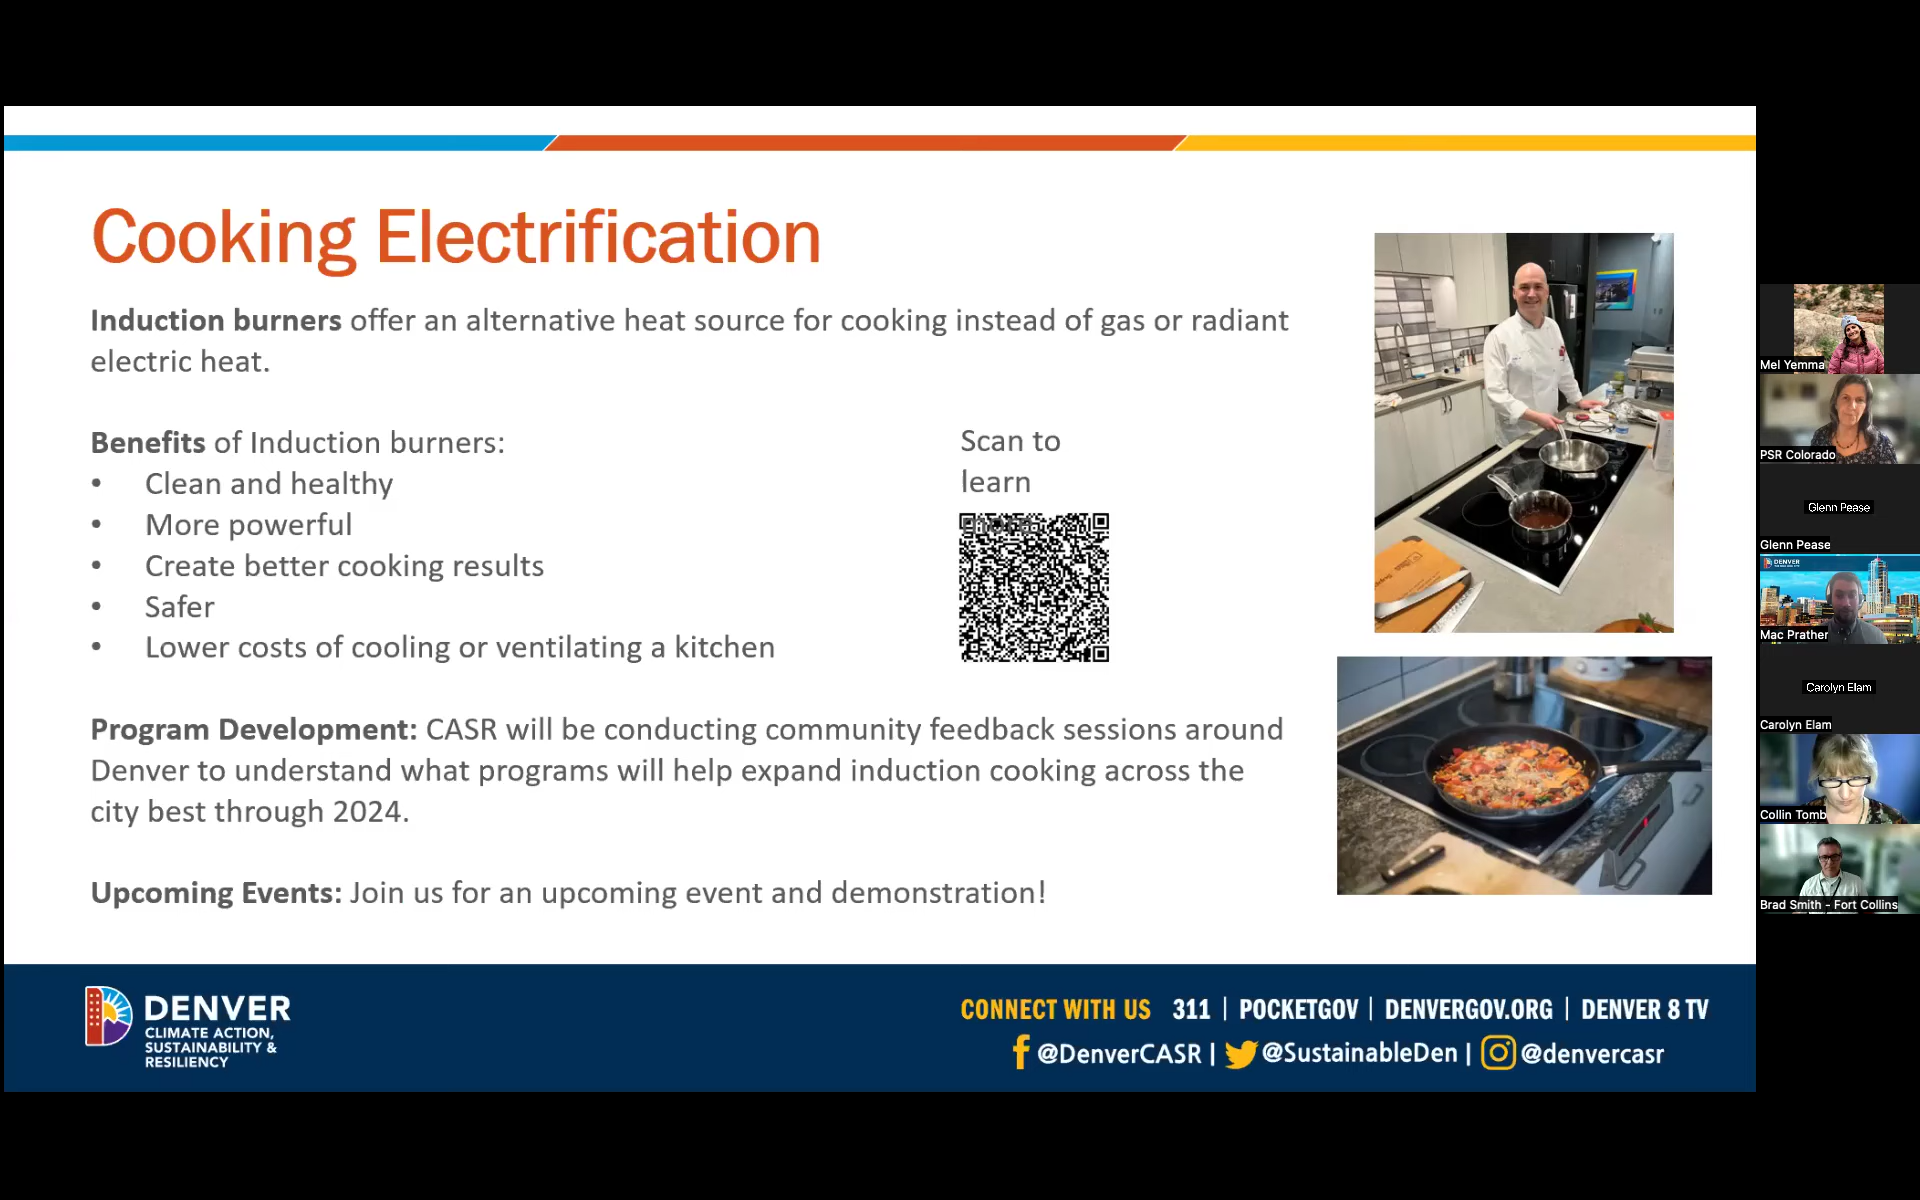 Cooking Electrification
Induction burners offer an alternative heat source for cooking instead of gas or radiant
electric heat.
Benefits of Induction burners:
• Clean and healthy
• More powerful
• Create better cooking results
• Safer
• Lower costs of cooling or ventilating a kitchen
Scan to
learn
more
Program Development: CASR will be conducting community feedback sessions around
Denver to understand what programs will help expand induction cooking across the
city best through 2024.
Upcoming Events: Join us for an upcoming event and demonstration!
DENVER
CLIMATE ACTION,
SUSTAINABILITY &
RESILIENCY
CONNECT WITH US 311 | POCKETGOV | DENVERGOV.ORG | DENVER 8 TV
@DenverCASR | @SustainableDen | @denvercasr
Mel Yemma
PSR Colorado
Glenn Pease
Glenn Pease
DENVER
Mac Prather
Carolyn Elam
Carolyn Elam
Collin Tomb
Brad Smith - Fort Collins